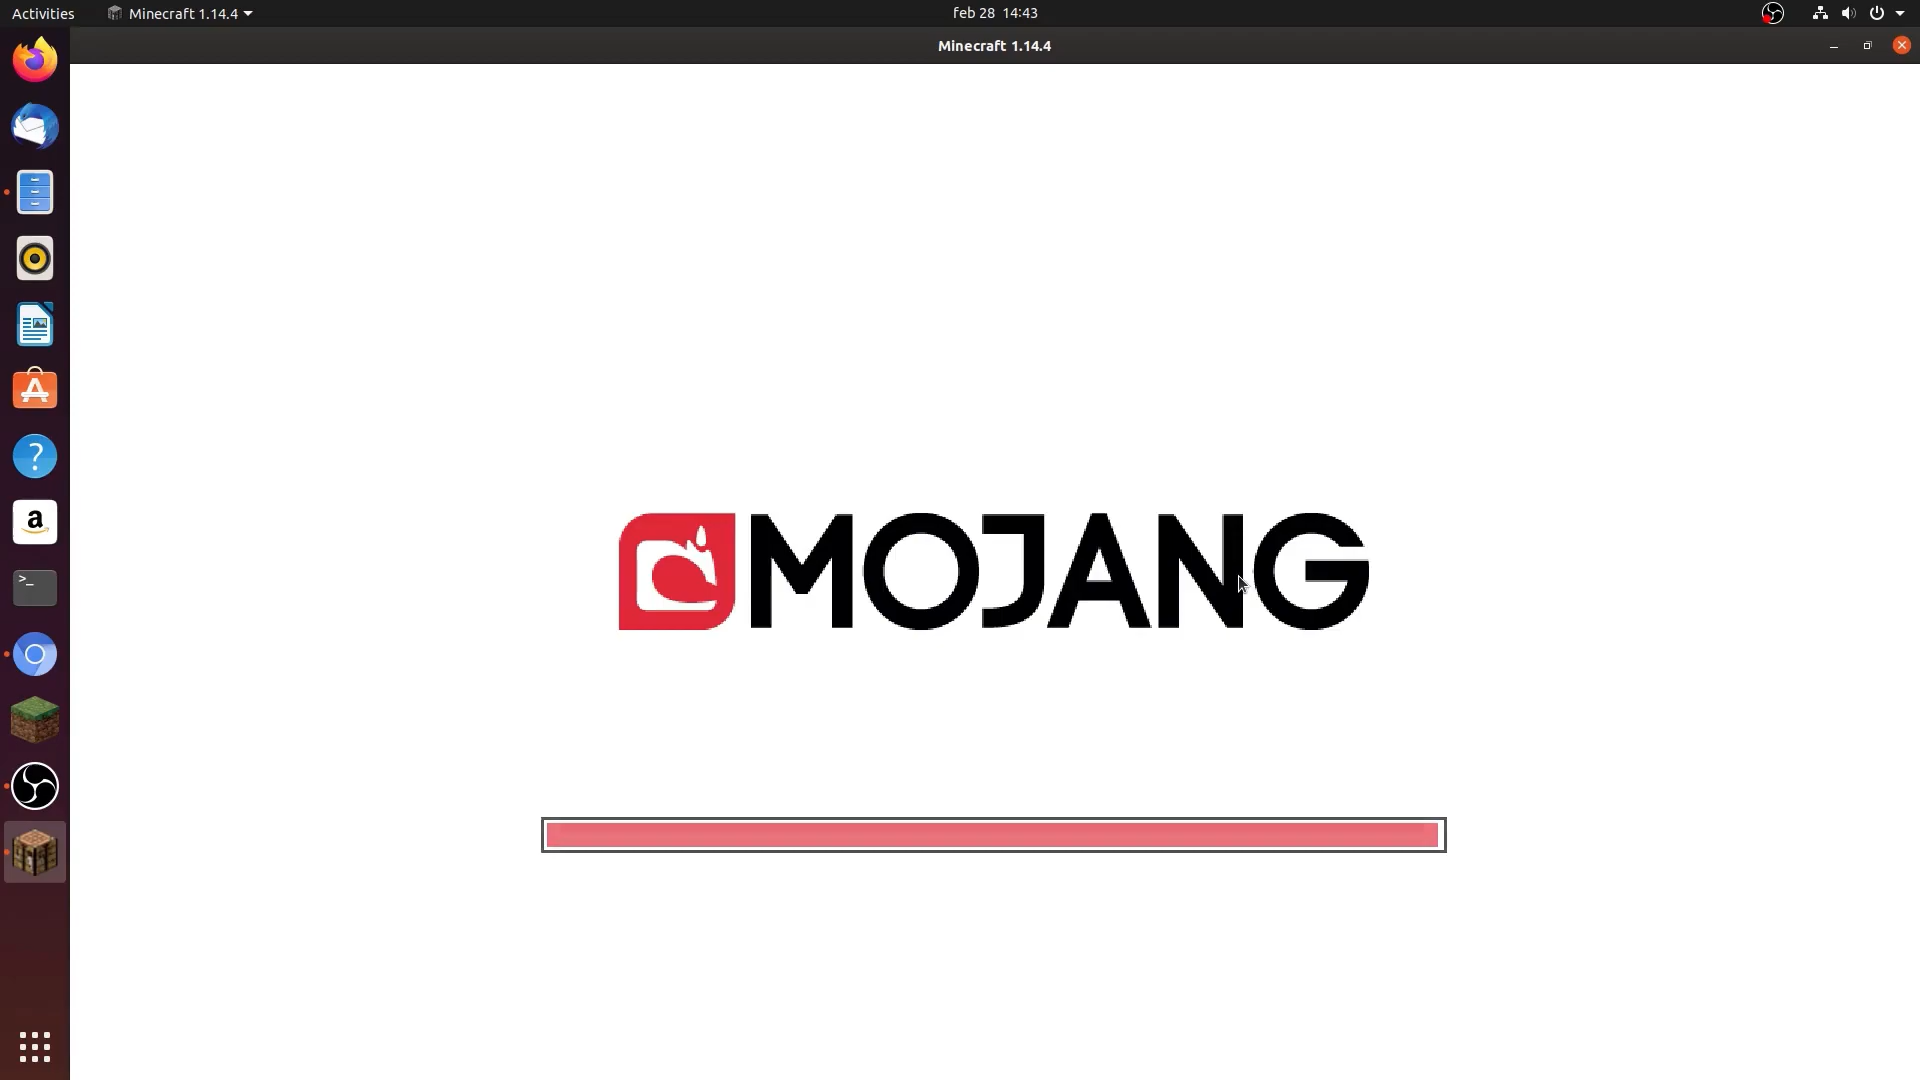 Activities
Minecraft 1.14.4
feb 28 14:43
Minecraft 1.14.4
?
a
>_
MOJANG